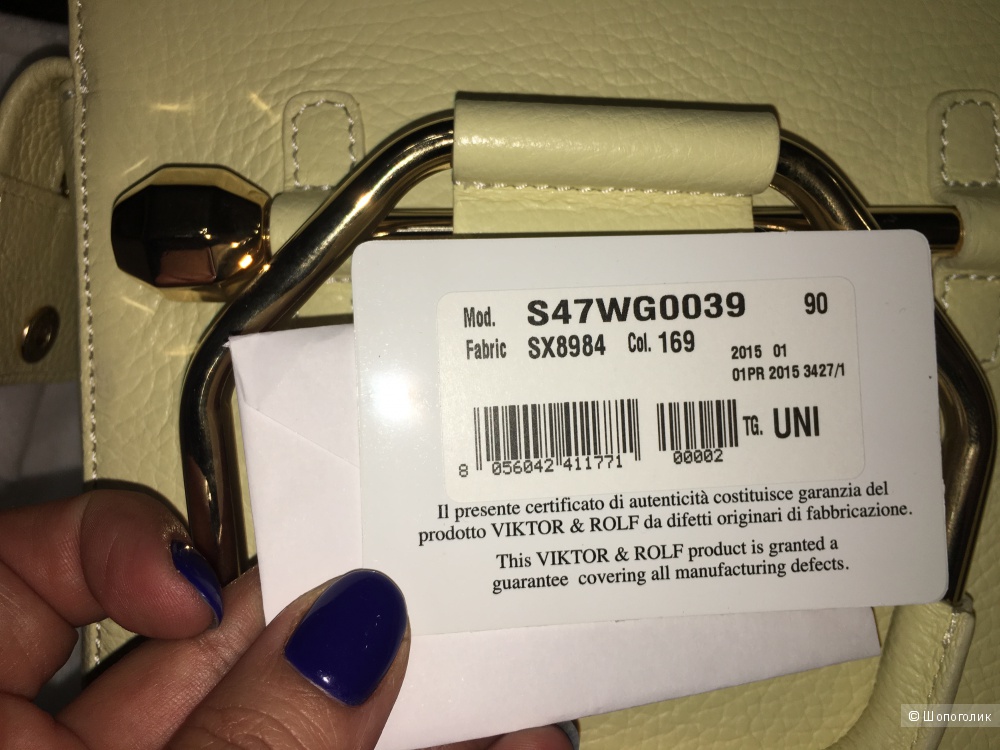 Mod. S47WG0039 90
Fabric SX8984 Col. 169
2015 01
01PR 2015 3427/1
TG. UNI
8 056042 411771 00002
Il presente certificato di autenticità costituisce garanzia del
prodotto VIKTOR & ROLF da difetti originari di fabbricazione.
This VIKTOR & ROLF product is granted a
guarantee covering all manufacturing defects.
© Шопоголик